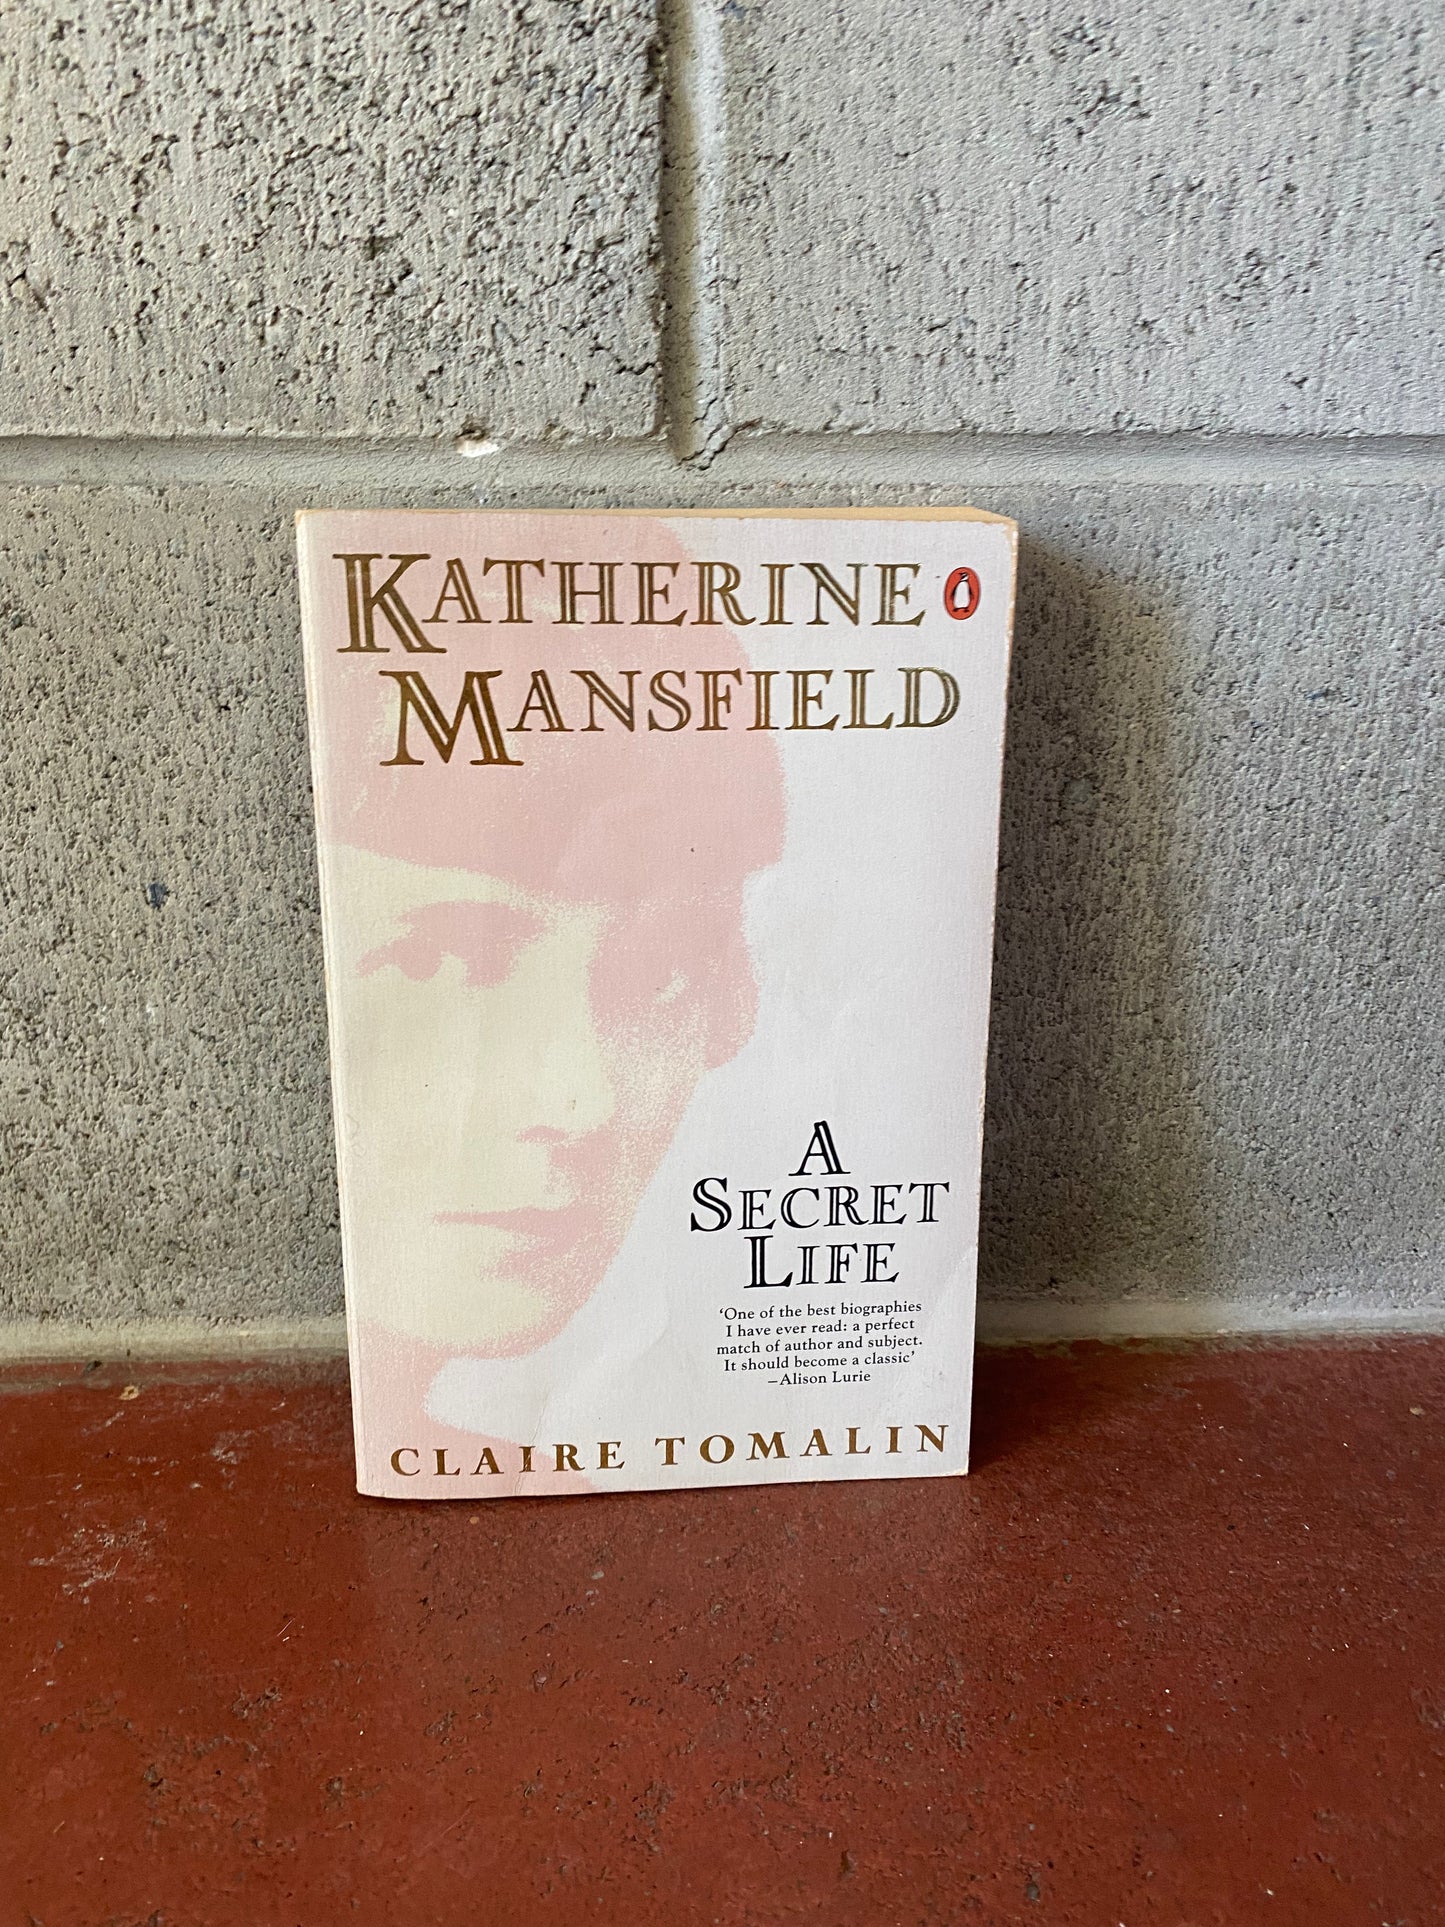 KATHERINE
MANSFIELD
A
SECRET
LIFE
‘One of the best biographies
I have ever read: a perfect
match of author and subject.
It should become a classic’
–Alison Lurie
CLAIRE TOMALIN